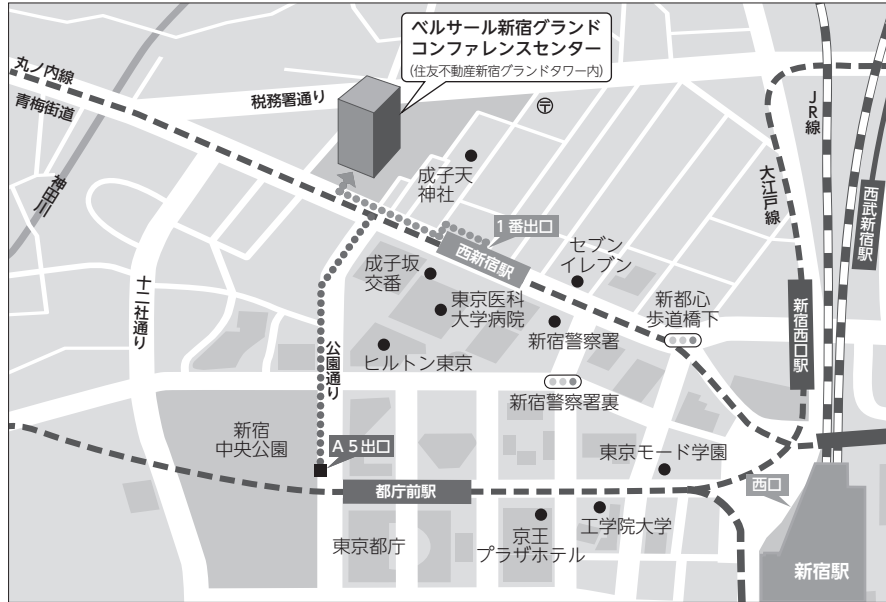 ベルサール新宿グランド
コンファレンスセンター
(住友不動産新宿グランドタワー内)
丸ノ内線
青梅街道
税務署通り
〒
JR線
大江戸線
西武新宿駅
神田川
成子天
神社
1番出口
西新宿駅
セブン
イレブン
十二社通り
成子坂
交番
東京医科
大学病院
新都心
歩道橋下
新宿西口駅
新宿警察署
公園通り
ヒルトン東京
新宿警察署裏
新宿
中央公園
A5出口
東京モード学園
都庁前駅
西口
東京都庁
京王
プラザホテル
工学院大学
新宿駅